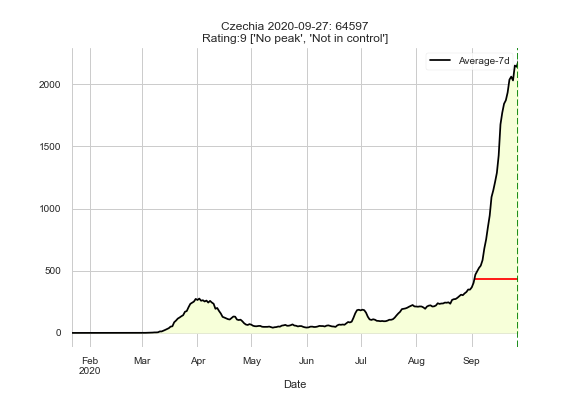 Czechia 2020-09-27: 64597
Rating:9 ['No peak', 'Not in control']
Average-7d
2000
1500
1000
500
0
Feb Mar Apr May Jun Jul Aug Sep
2020
Date